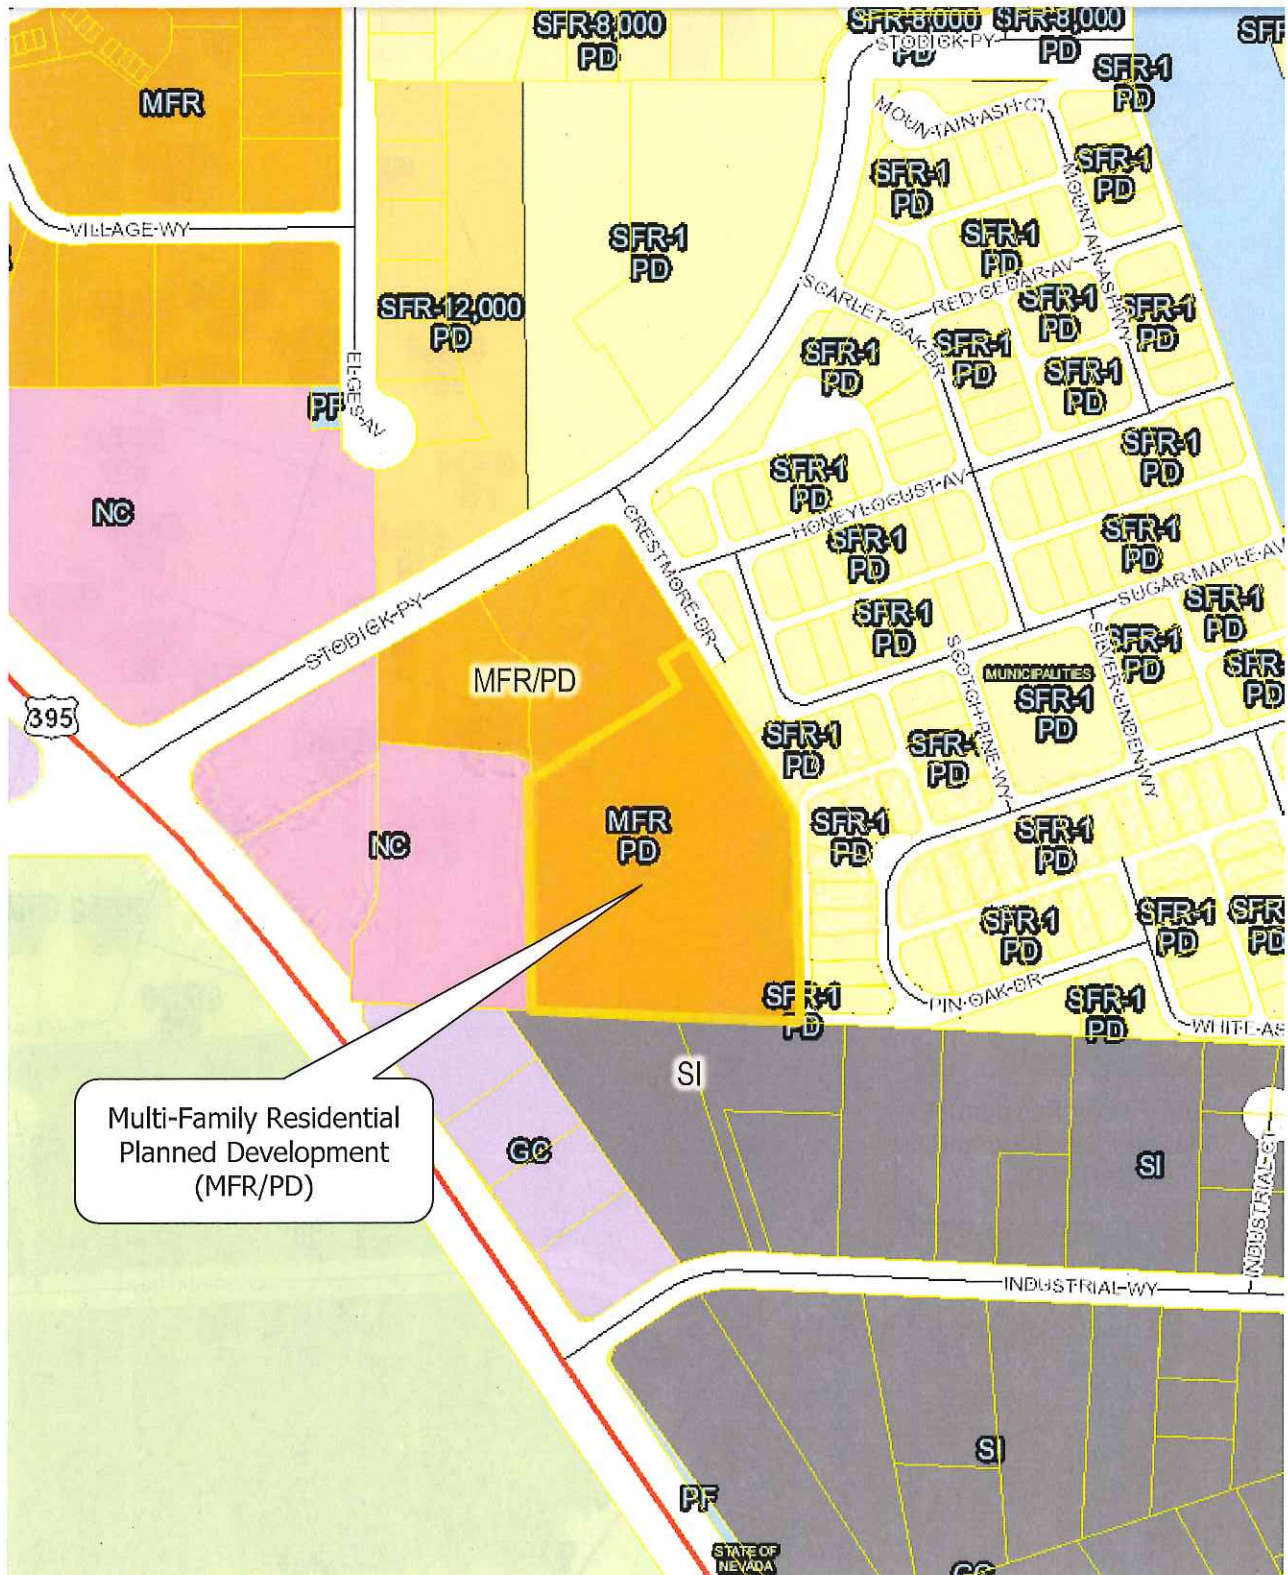 SFR-8,000
PD
SFR-8,000
PD
SFR-8,000
PD
STODICK PY
SFR-1
PD
MFR
MOUNTAIN ASH CT
SFR-1
PD
SFR-1
PD
MOUNTAIN ASH WY
VILLAGE WY
SFR-1
PD
SFR-1
PD
RED CEDAR AV
SCARLET OAK DR
SFR-12,000
PD
SFR-1
PD
SFR-1
PD
SFR-1
PD
SFR-1
PD
SFR-1
PD
ELGES AV
PF
NC
SFR-1
PD
SFR-1
PD
HONEYLOCUST AV
CRESTMORE DR
SFR-1
PD
SFR-1
PD
SUGAR MAPLE AV
STODICK PY
SFR-1
PD
SFR-1
PD
SCOTCH PINE WY
SILVER LINDEN WY
SFR-1
PD
MFR/PD
MUNICIPALITIES
SFR-1
PD
395
SFR-1
PD
SFR-1
PD
MFR
PD
NC
SFR-1
PD
SFR-1
PD
SFR-1
PD
SFR-1
PD
SFR
PD
SFR-1
PD
PIN OAK DR
SFR-1
PD
WHITE AS
SI
Multi-Family Residential
Planned Development
(MFR/PD)
GC
SI
INDUSTRIAL CT
INDUSTRIAL WY
SI
PF
STATE OF
NEVADA